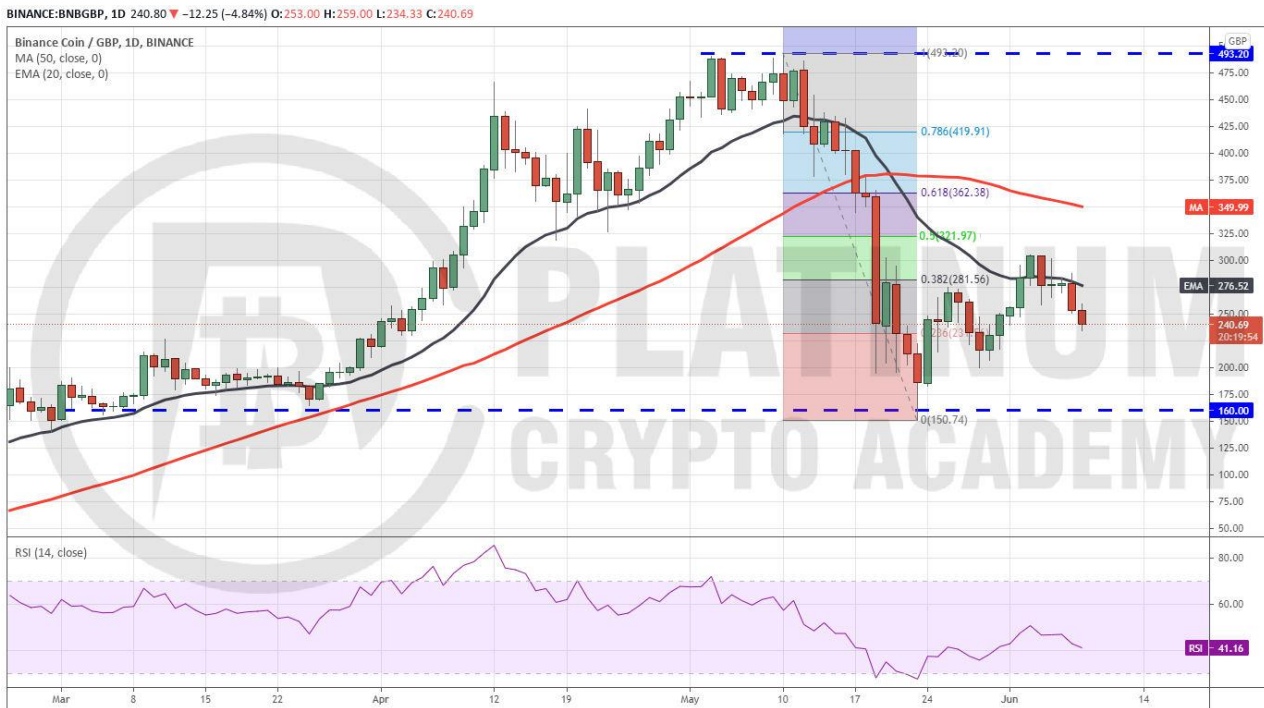 BINANCE:BNBGBP, 1D 240.80 ▼ −12.25 (−4.84%) O:253.00 H:259.00 L:234.33 C:240.69
Binance Coin / GBP, 1D, BINANCE
MA (50, close, 0)
EMA (20, close, 0)
GBP
1(493.20)
493.20
475.00
450.00
425.00
0.786(419.91)
400.00
375.00
0.618(362.38)
MA 349.99
325.00
0.5(321.97)
300.00
0.382(281.56)
EMA 276.52
250.00
240.69
20:19:54
200.00
175.00
160.00
0(150.74)
150.00
125.00
100.00
75.00
50.00
PLATINUM
CRYPTO ACADEMY
RSI (14, close)
80.00
60.00
RSI 41.16
Mar 8 15 22 Apr 12 19 May 10 17 24 Jun 14